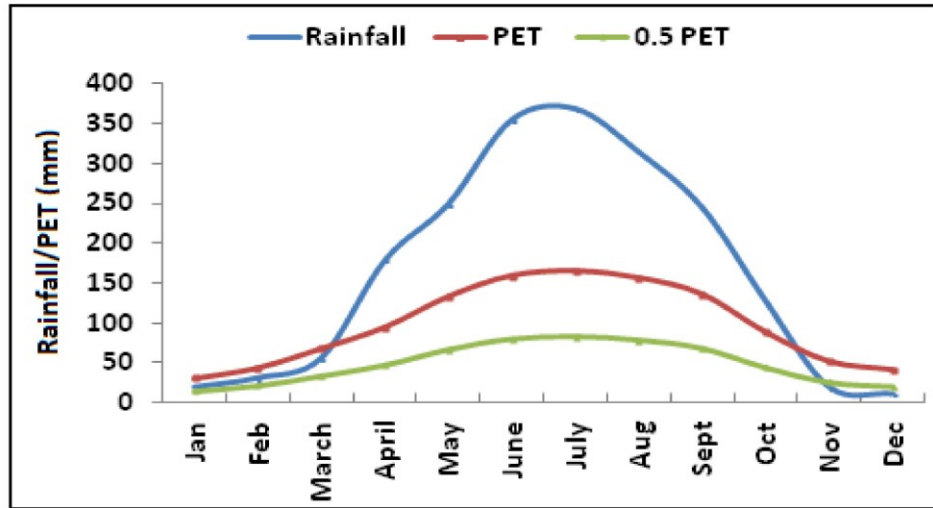 Rainfall PET 0.5 PET
Rainfall/PET (mm)
400
350
300
250
200
150
100
50
0
Jan
Feb
March
April
May
June
July
Aug
Sept
Oct
Nov
Dec